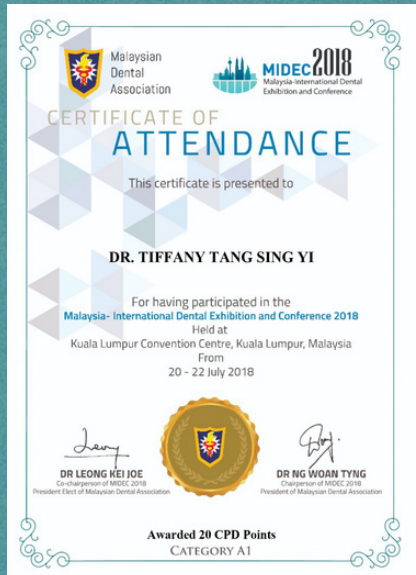 Malaysian
Dental
Association
MIDEC2018
Malaysia-International Dental
Exhibition and Conference
CERTIFICATE OF
ATTENDANCE
This certificate is presented to
DR. TIFFANY TANG SING YI
For having participated in the
Malaysia- International Dental Exhibition and Conference 2018
Held at
Kuala Lumpur Convention Centre, Kuala Lumpur, Malaysia
From
20 - 22 July 2018
DR LEONG KEI JOE
Co-chairperson of MIDEC 2018
President Elect of Malaysian Dental Association
DR NG WOAN TYNG
Chairperson of MIDEC 2018
President of Malaysian Dental Association
Awarded 20 CPD Points
CATEGORY A1